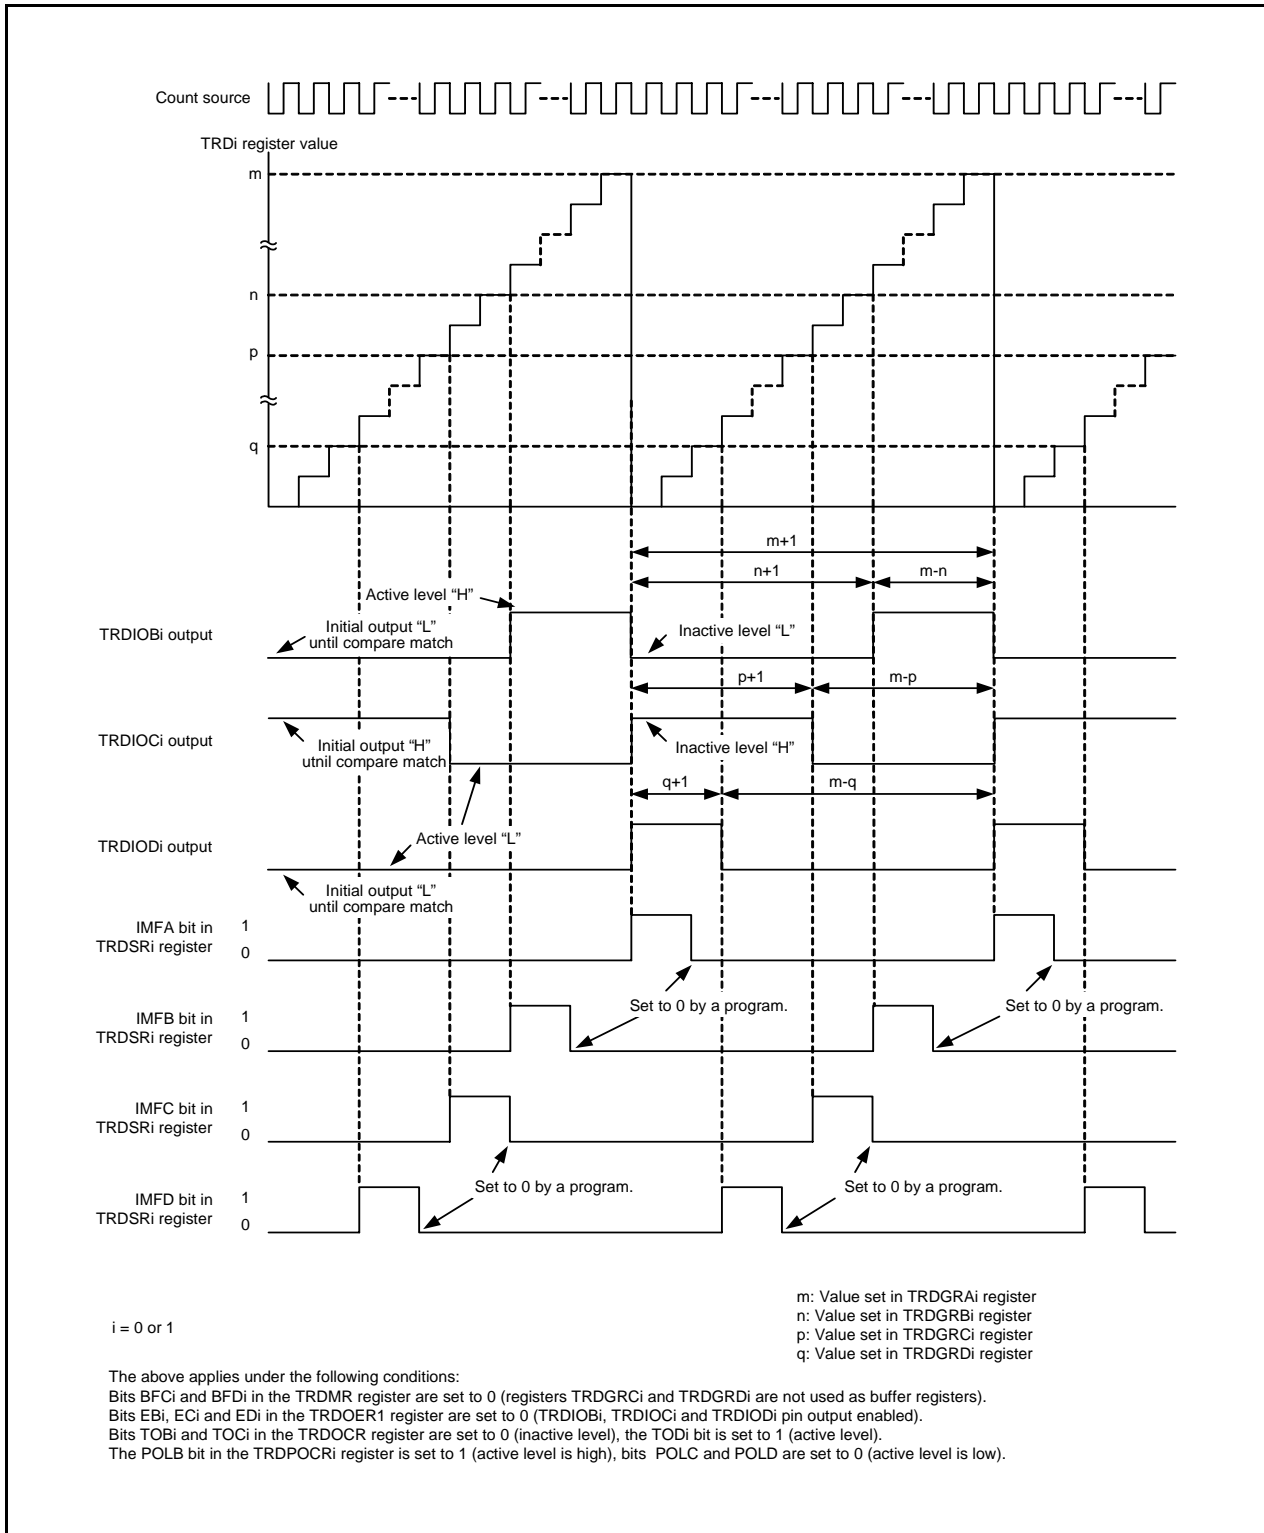 Count source
TRDi register value
m
n
p
q
m+1
n+1
m-n
Active level “H”
TRDIOBi output
Initial output “L”
until compare match
Inactive level “L”
p+1
m-p
TRDIOCi output
Initial output “H”
utnil compare match
Inactive level “H”
q+1
m-q
Active level “L”
TRDIODi output
Initial output “L”
until compare match
IMFA bit in
TRDSRi register
1
0
Set to 0 by a program.
Set to 0 by a program.
IMFB bit in
TRDSRi register
1
0
IMFC bit in
TRDSRi register
1
0
Set to 0 by a program.
Set to 0 by a program.
IMFD bit in
TRDSRi register
1
0
m: Value set in TRDGRAi register
n: Value set in TRDGRBi register
p: Value set in TRDGRCi register
q: Value set in TRDGRDi register
i = 0 or 1
The above applies under the following conditions:
Bits BFCi and BFDi in the TRDMR register are set to 0 (registers TRDGRCi and TRDGRDi are not used as buffer registers).
Bits EBi, ECi and EDi in the TRDOER1 register are set to 0 (TRDIOBi, TRDIOCi and TRDIODi pin output enabled).
Bits TOBi and TOCi in the TRDOCR register are set to 0 (inactive level), the TODi bit is set to 1 (active level).
The POLB bit in the TRDPOCRi register is set to 1 (active level is high), bits  POLC and POLD are set to 0 (active level is low).